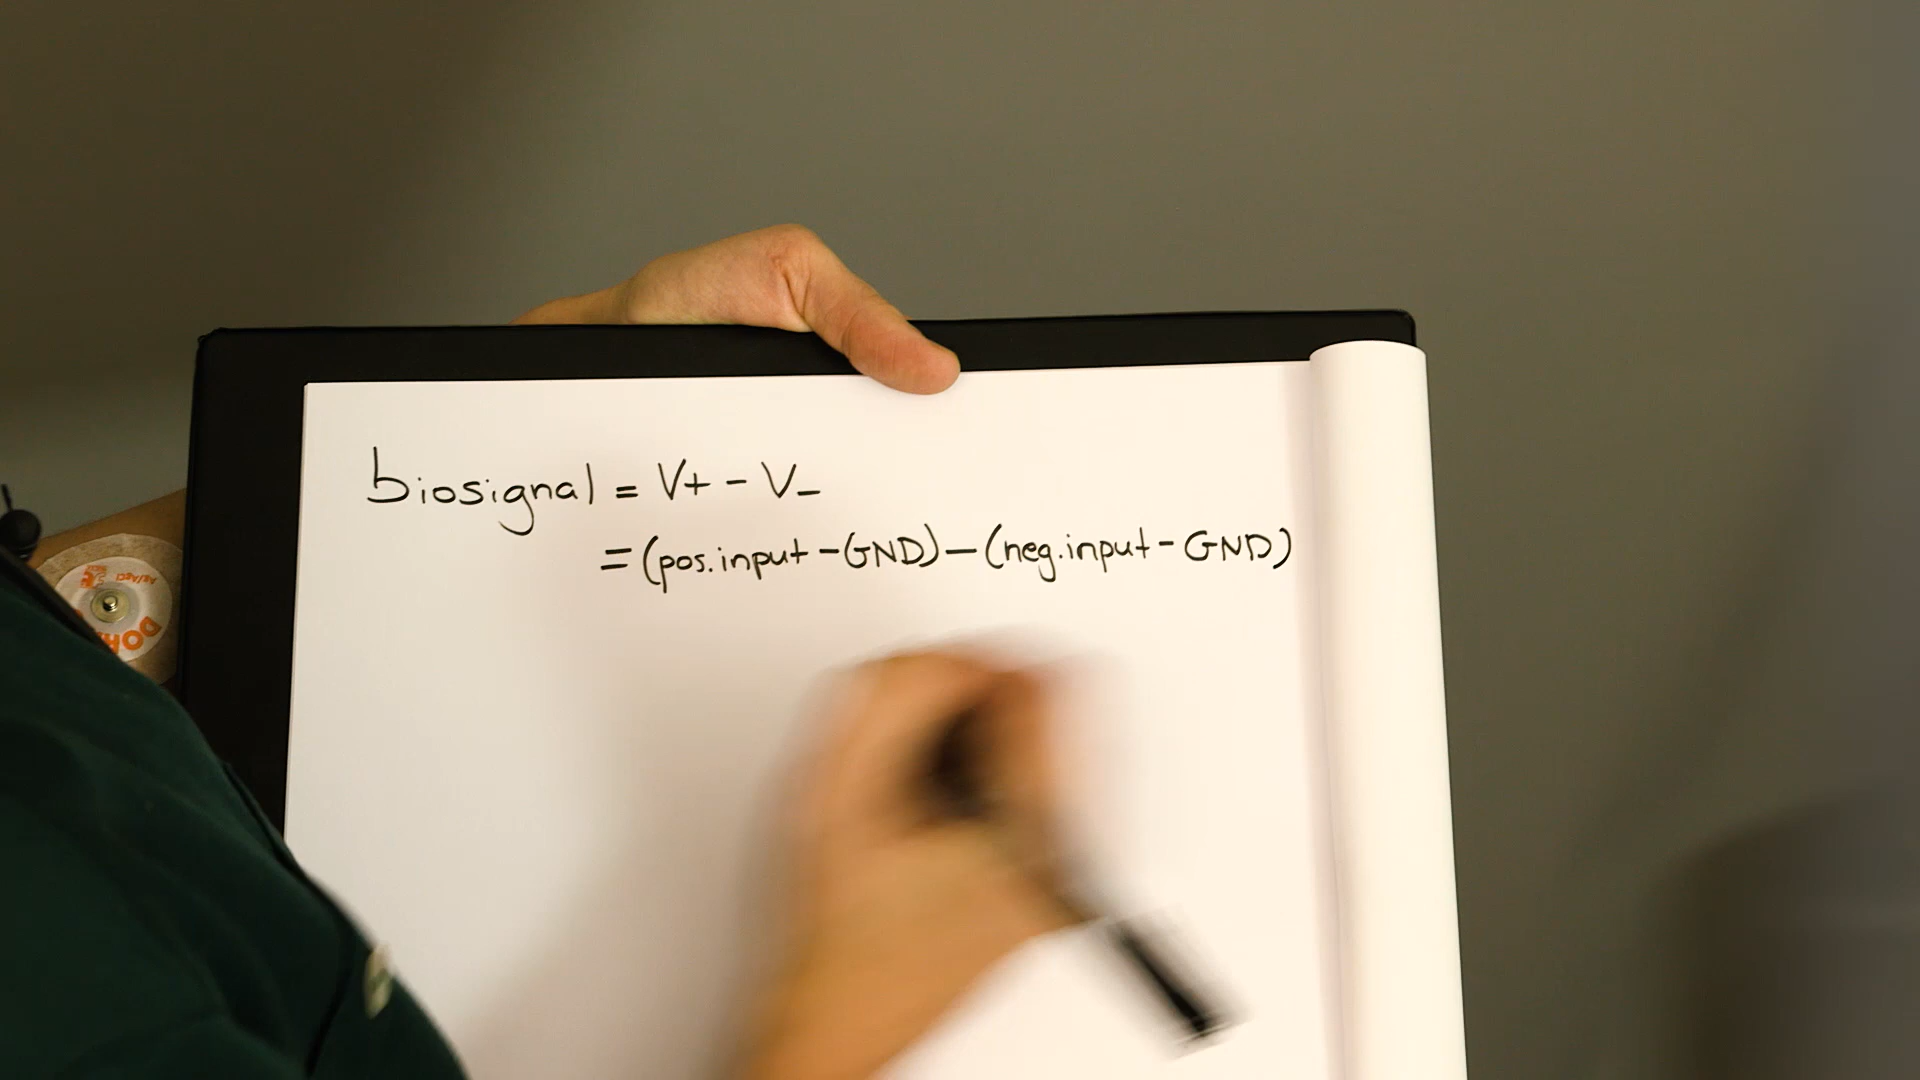 biosignal = V+ - V-
= (pos.input - GND) - (neg.input - GND)